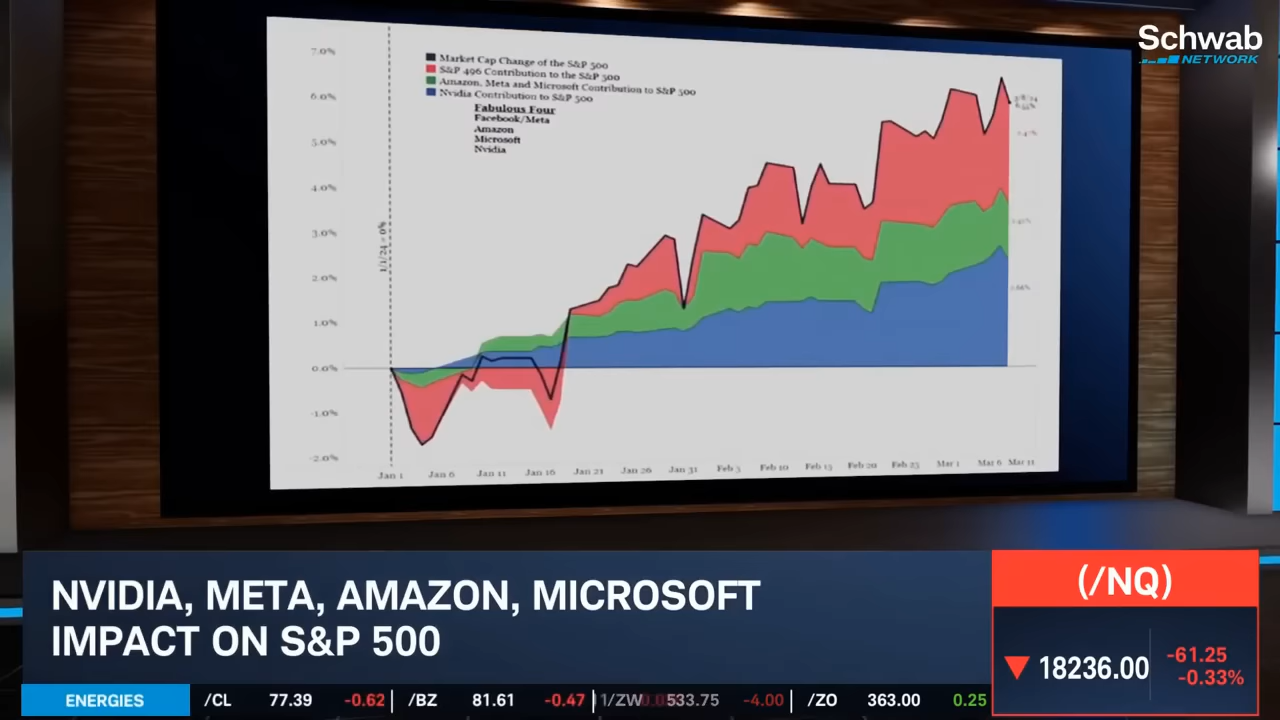 Schwab
NETWORK
7.0%
6.0%
5.0%
4.0%
3.0%
2.0%
1.0%
0.0%
-1.0%
-2.0%
Market Cap Change of the S&P 500
S&P 496 Contribution to the S&P 500
Amazon, Meta and Microsoft Contribution to S&P 500
Nvidia Contribution to S&P 500
Fabulous Four
Facebook/Meta
Amazon
Microsoft
Nvidia
1/1/24 = 0%
Jan 1 Jan 6 Jan 11 Jan 16 Jan 21 Jan 26 Jan 31 Feb 5 Feb 10 Feb 15 Feb 20 Feb 25 Mar 1 Mar 6 Mar 11
NVIDIA, META, AMAZON, MICROSOFT
IMPACT ON S&P 500
(/NQ)
18236.00
-61.25
-0.33%
ENERGIES /CL 77.39 -0.62 /BZ 81.61 -0.47 /ZW 533.75 -4.00 /ZO 363.00 0.25